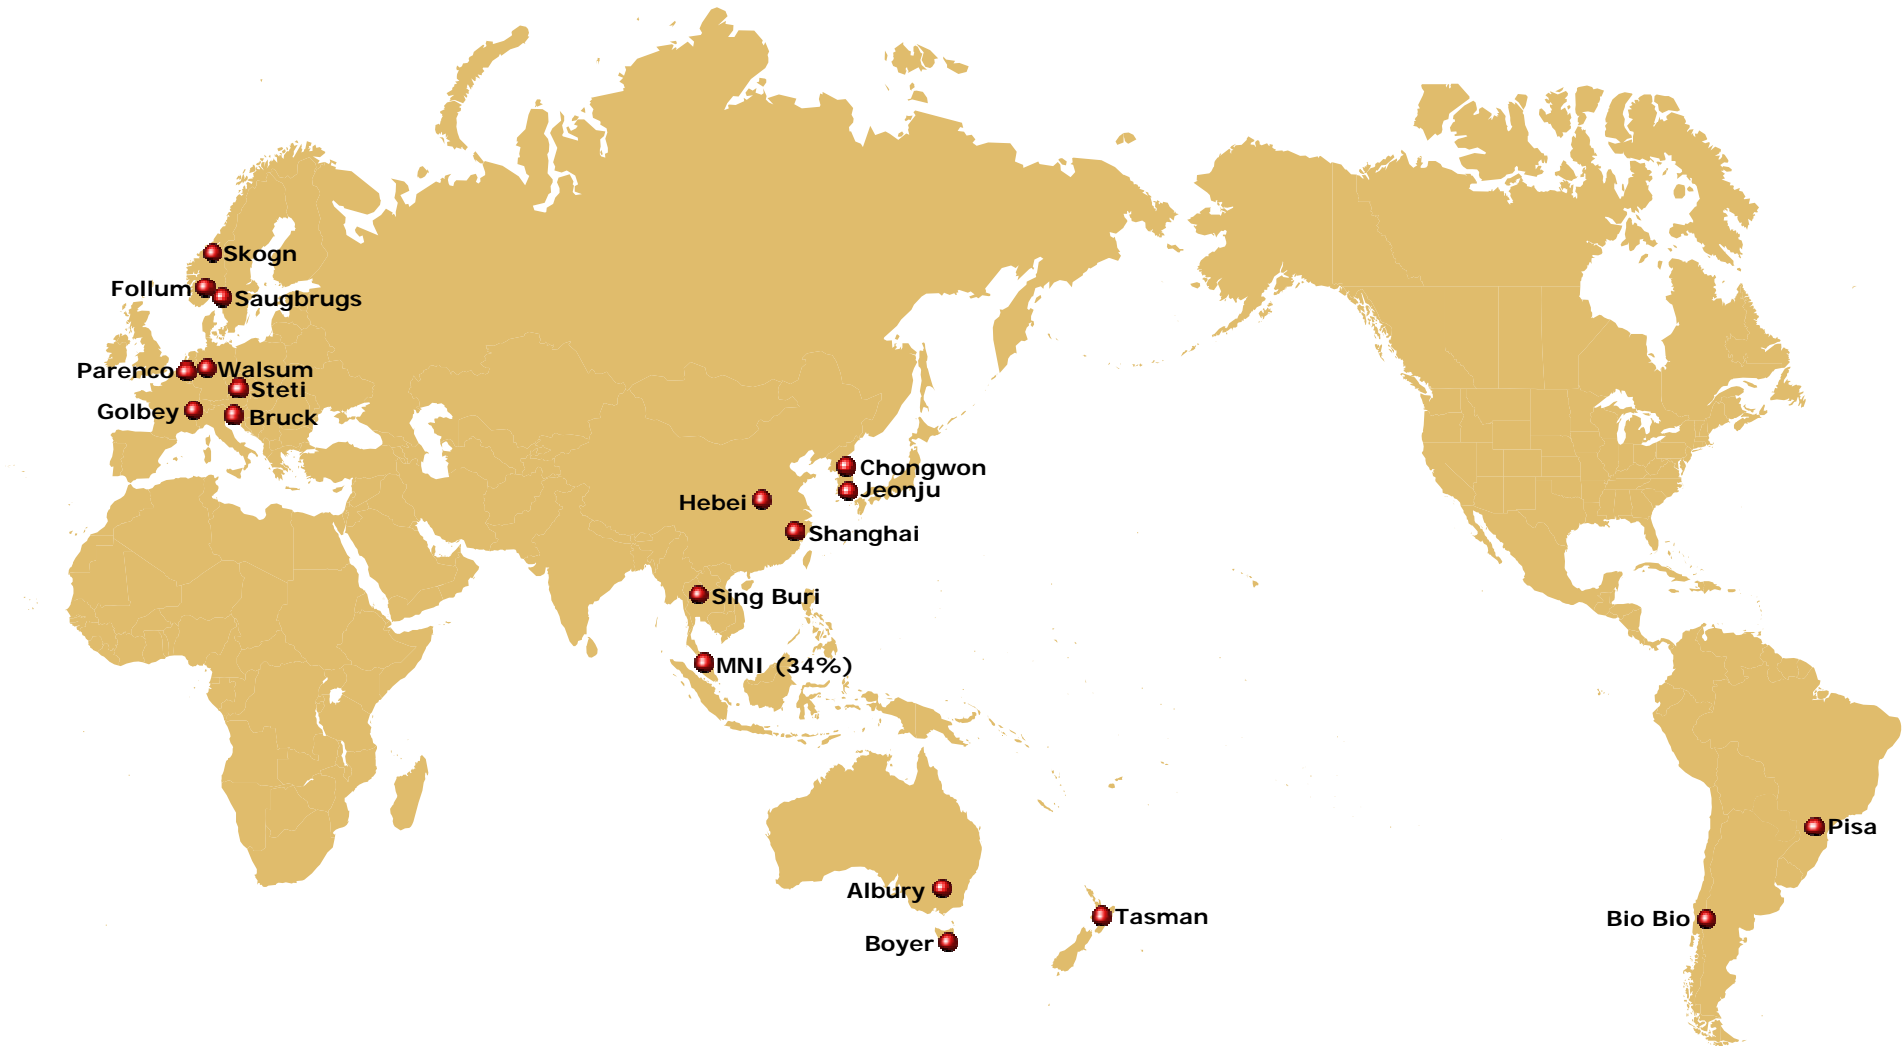 Skogn
Follum
Saugbrugs
Parenco
Walsum
Steti
Golbey
Bruck
Chongwon
Jeonju
Hebei
Shanghai
Sing Buri
MNI (34%)
Pisa
Albury
Tasman
Bio Bio
Boyer